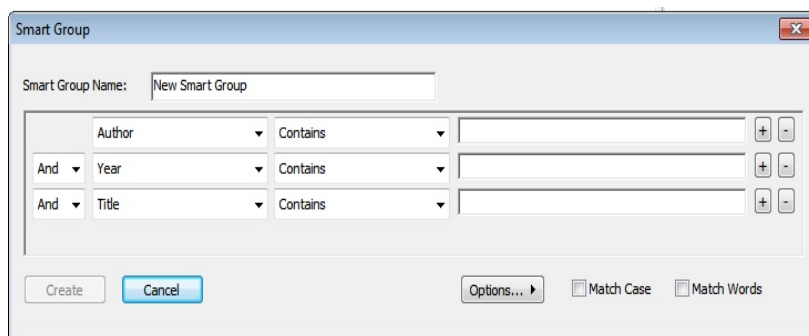 Smart Group
Smart Group Name: New Smart Group
Author Contains + -
And Year Contains + -
And Title Contains + -
Create Cancel Options... Match Case Match Words